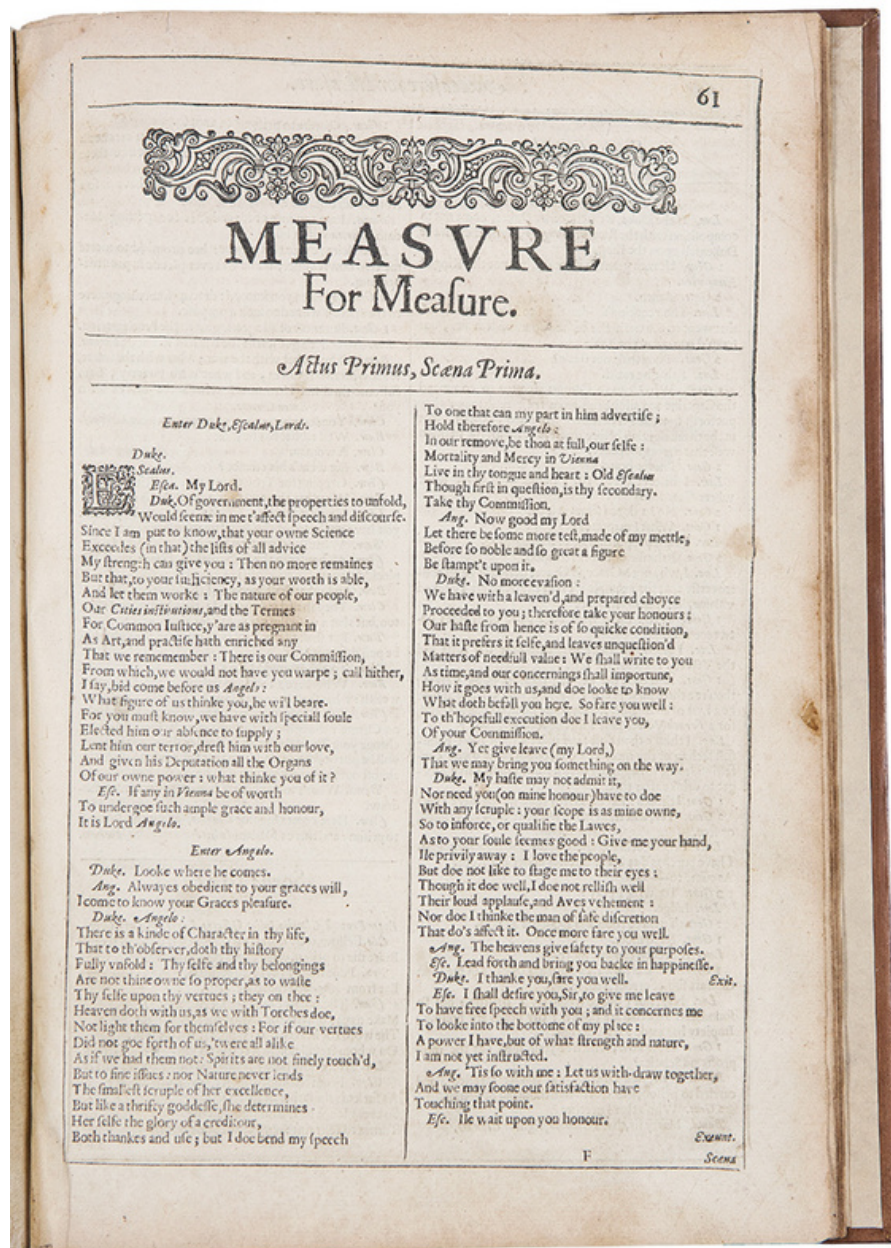 61
MEASVRE
For Meaſure.
Actus Primus, Scæna Prima.
Enter Duke, Eſcalus, Lords.
Duke.
EScalus.
Eſca. My Lord.
Duk. Of government, the properties to unfold,
Would ſeeme in me t'affect ſpeech and diſcourſe.
Since I am put to know, that your owne Science
Exceedes (in that) the liſts of all advice
My ſtrength can give you : Then no more remaines
But that, to your ſufficiency, as your worth is able,
And let them worke : The nature of our people,
Our Cities inſtitutions, and the Termes
For Common Iuſtice, y'are as pregnant in
As Art, and practiſe hath enriched any
That we rememember : There is our Commiſſion,
From which, we would not have you warpe ; call hither,
I ſay, bid come before us Angelo :
What figure of us thinke you, he will beare.
For you muſt know, we have with ſpeciall ſoule
Elected him our abſence to ſupply ;
Lent him our terror, dreſt him with our love,
And given his Deputation all the Organs
Of our owne power : what thinke you of it ?
Eſc. If any in Vienna be of worth
To undergoe ſuch ample grace and honour,
It is Lord Angelo.
Enter Angelo.
Duke. Looke where he comes.
Ang. Alwayes obedient to your graces will,
I come to know your Graces pleaſure.
Duke. Angelo :
There is a kinde of Character in thy life,
That to th'obſerver, doth thy hiſtory
Fully vnfold : Thy ſelfe and thy belongings
Are not thine owne ſo proper, as to waſte
Thy ſelfe upon thy vertues ; they on thee :
Heaven doth with us, as we with Torches doe,
Not light them for themſelves : For if our vertues
Did not goe forth of us, 'twere all alike
As if we had them not : Spirits are not finely touch'd,
But to fine iſſues : nor Nature never lends
The ſmalleſt ſcruple of her excellence,
But like a thrifty goddeſſe, ſhe determines
Her ſelfe the glory of a creditour,
Both thankes and uſe ; but I doe bend my ſpeech
To one that can my part in him advertiſe ;
Hold therefore Angelo :
In our remove, be thou at full, our ſelfe :
Mortality and Mercy in Vienna
Live in thy tongue and heart : Old Eſcalus
Though firſt in queſtion, is thy ſecondary.
Take thy Commiſſion.
Ang. Now good my Lord
Let there be ſome more teſt, made of my mettle,
Before ſo noble and ſo great a figure
Be ſtampt't upon it.
Duke. No more evaſion :
We have with a leaven'd, and prepared choyce
Proceeded to you ; therefore take your honours :
Our haſte from hence is of ſo quicke condition,
That it prefers it ſelfe, and leaves unqueſtion'd
Matters of needfull value : We ſhall write to you
As time, and our concernings ſhall importune,
How it goes with us, and doe looke to know
What doth befall you here. So fare you well :
To th'hopefull execution doe I leave you,
Of your Commiſſion.
Ang. Yet give leave (my Lord,)
That we may bring you ſomething on the way.
Duke. My haſte may not admit it,
Nor need you (on mine honour) have to doe
With any ſcruple : your ſcope is as mine owne,
So to inforce, or qualifie the Lawes,
As to your ſoule ſeemes good : Give me your hand,
Ile privily away : I love the people,
But doe not like to ſtage me to their eyes :
Though it doe well, I doe not relliſh well
Their loud applauſe, and Aves vehement :
Nor doe I thinke the man of ſafe diſcretion
That do's affect it. Once more fare you well.
Ang. The heavens give ſafety to your purpoſes.
Eſc. Lead forth and bring you backe in happineſſe.
Duke. I thanke you, fare you well. Exit.
Eſc. I ſhall deſire you, Sir, to give me leave
To have free ſpeech with you ; and it concernes me
To looke into the bottome of my place :
A power I have, but of what ſtrength and nature,
I am not yet inſtructed.
Ang. 'Tis ſo with me : Let us with-draw together,
And we may ſoone our ſatisfaction have
Touching that point.
Eſc. Ile wait upon you honour.
Exeunt.
F
Scena